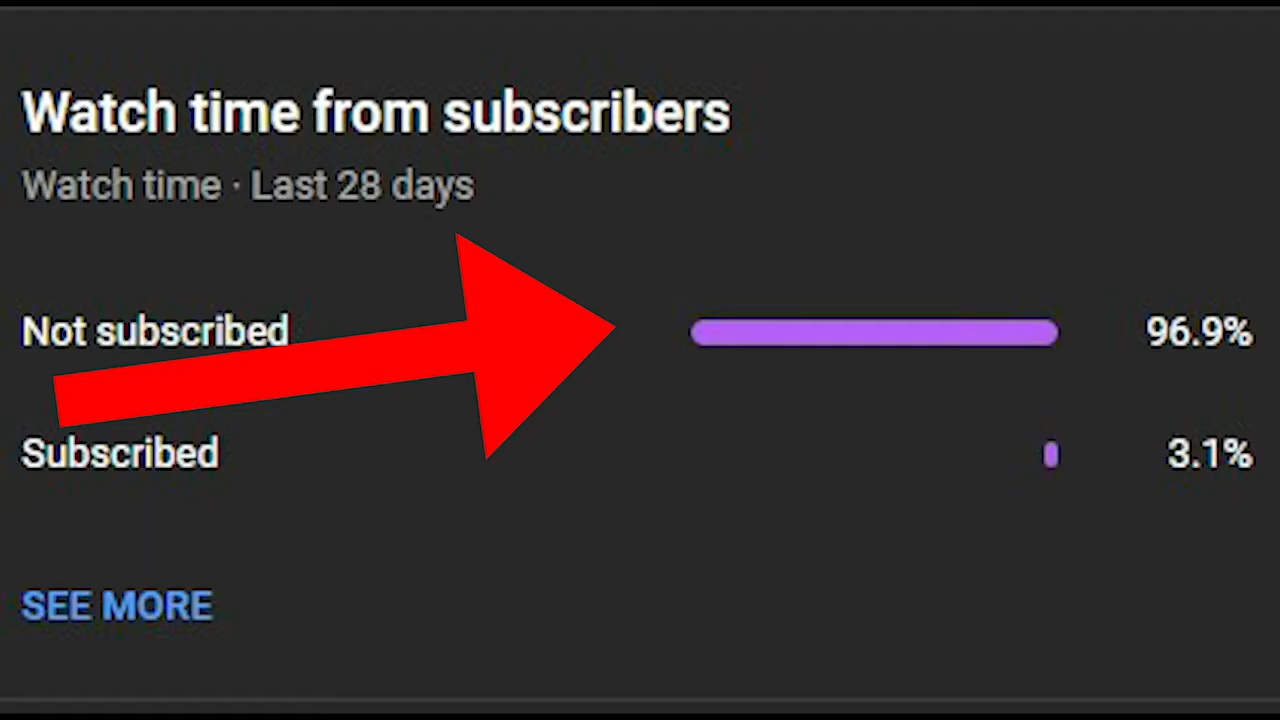 Watch time from subscribers
Watch time · Last 28 days
Not subscribed 96.9%
Subscribed 3.1%
SEE MORE